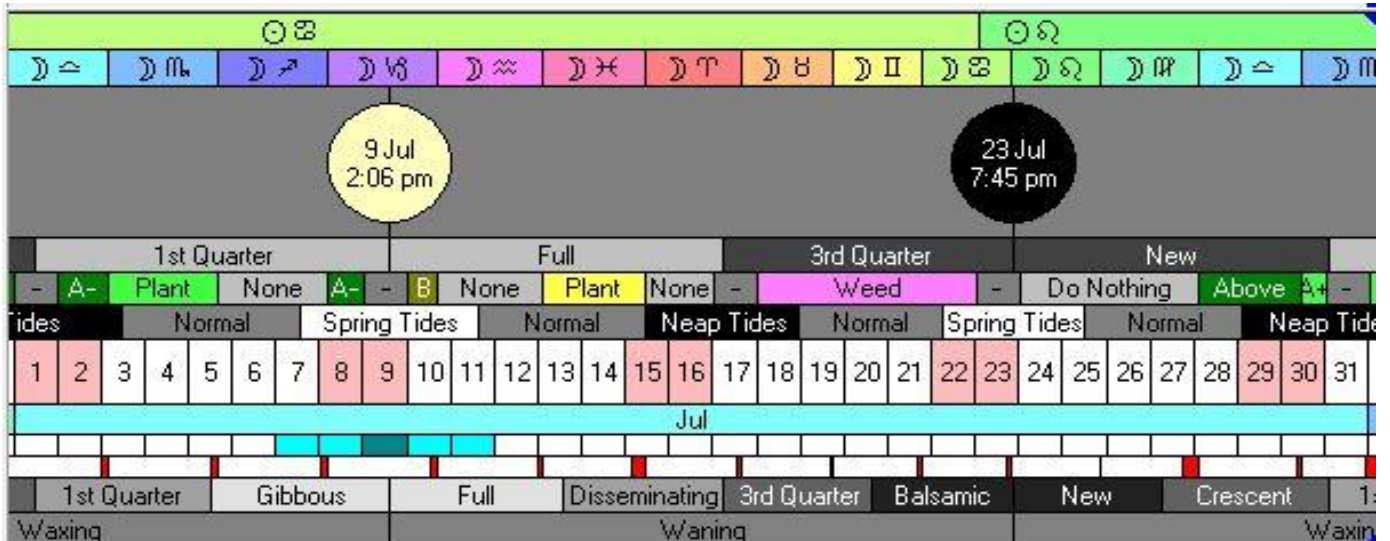 ☉ ♋ ☉ ♌
☽ ♎ ☽ ♏ ☽ ♐ ☽ ♑ ☽ ♒ ☽ ♓ ☽ ♈ ☽ ♉ ☽ ♊ ☽ ♋ ☽ ♌ ☽ ♍ ☽ ♎ ☽ ♏
9 Jul 23 Jul
2:06 pm 7:45 pm
1st Quarter Full 3rd Quarter New
- A- Plant None A- - B None Plant None - Weed - Do Nothing Above A+ -
Tides Normal Spring Tides Normal Neap Tides Normal Spring Tides Normal Neap Tide
1 2 3 4 5 6 7 8 9 10 11 12 13 14 15 16 17 18 19 20 21 22 23 24 25 26 27 28 29 30 31
Jul
1st Quarter Gibbous Full Disseminating 3rd Quarter Balsamic New Crescent
Waxing Waning Waxin